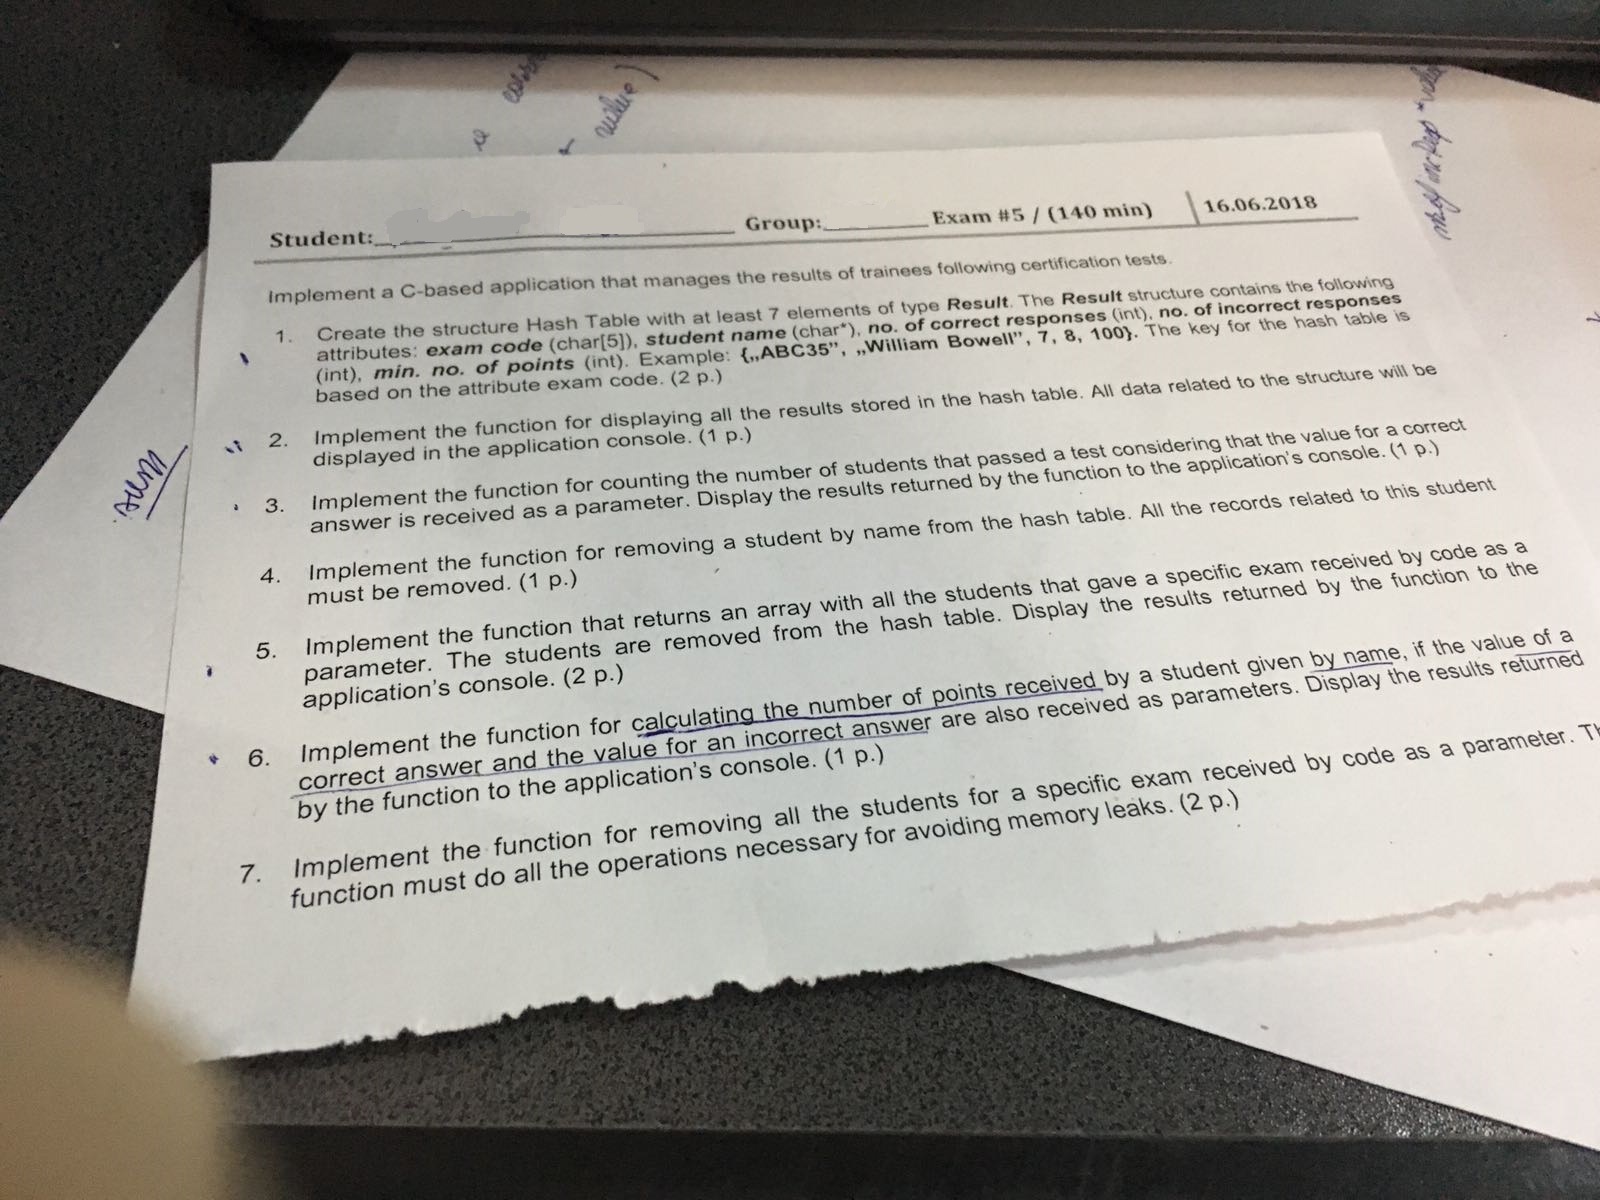 value)
Student: Group: Exam #5 / (140 min) 16.06.2018
Implement a C-based application that manages the results of trainees following certification tests.
1. Create the structure Hash Table with at least 7 elements of type Result. The Result structure contains the following
attributes: exam code (char[5]), student name (char*), no. of correct responses (int), no. of incorrect responses
(int), min. no. of points (int). Example: {„ABC35”, „William Bowell”, 7, 8, 100}. The key for the hash table is
based on the attribute exam code. (2 p.)
2. Implement the function for displaying all the results stored in the hash table. All data related to the structure will be
displayed in the application console. (1 p.)
3. Implement the function for counting the number of students that passed a test considering that the value for a correct
answer is received as a parameter. Display the results returned by the function to the application's console. (1 p.)
4. Implement the function for removing a student by name from the hash table. All the records related to this student
must be removed. (1 p.)
5. Implement the function that returns an array with all the students that gave a specific exam received by code as a
parameter. The students are removed from the hash table. Display the results returned by the function to the
application's console. (2 p.)
6. Implement the function for calculating the number of points received by a student given by name, if the value of a
correct answer and the value for an incorrect answer are also received as parameters. Display the results returned
by the function to the application's console. (1 p.)
7. Implement the function for removing all the students for a specific exam received by code as a parameter. Th
function must do all the operations necessary for avoiding memory leaks. (2 p.)